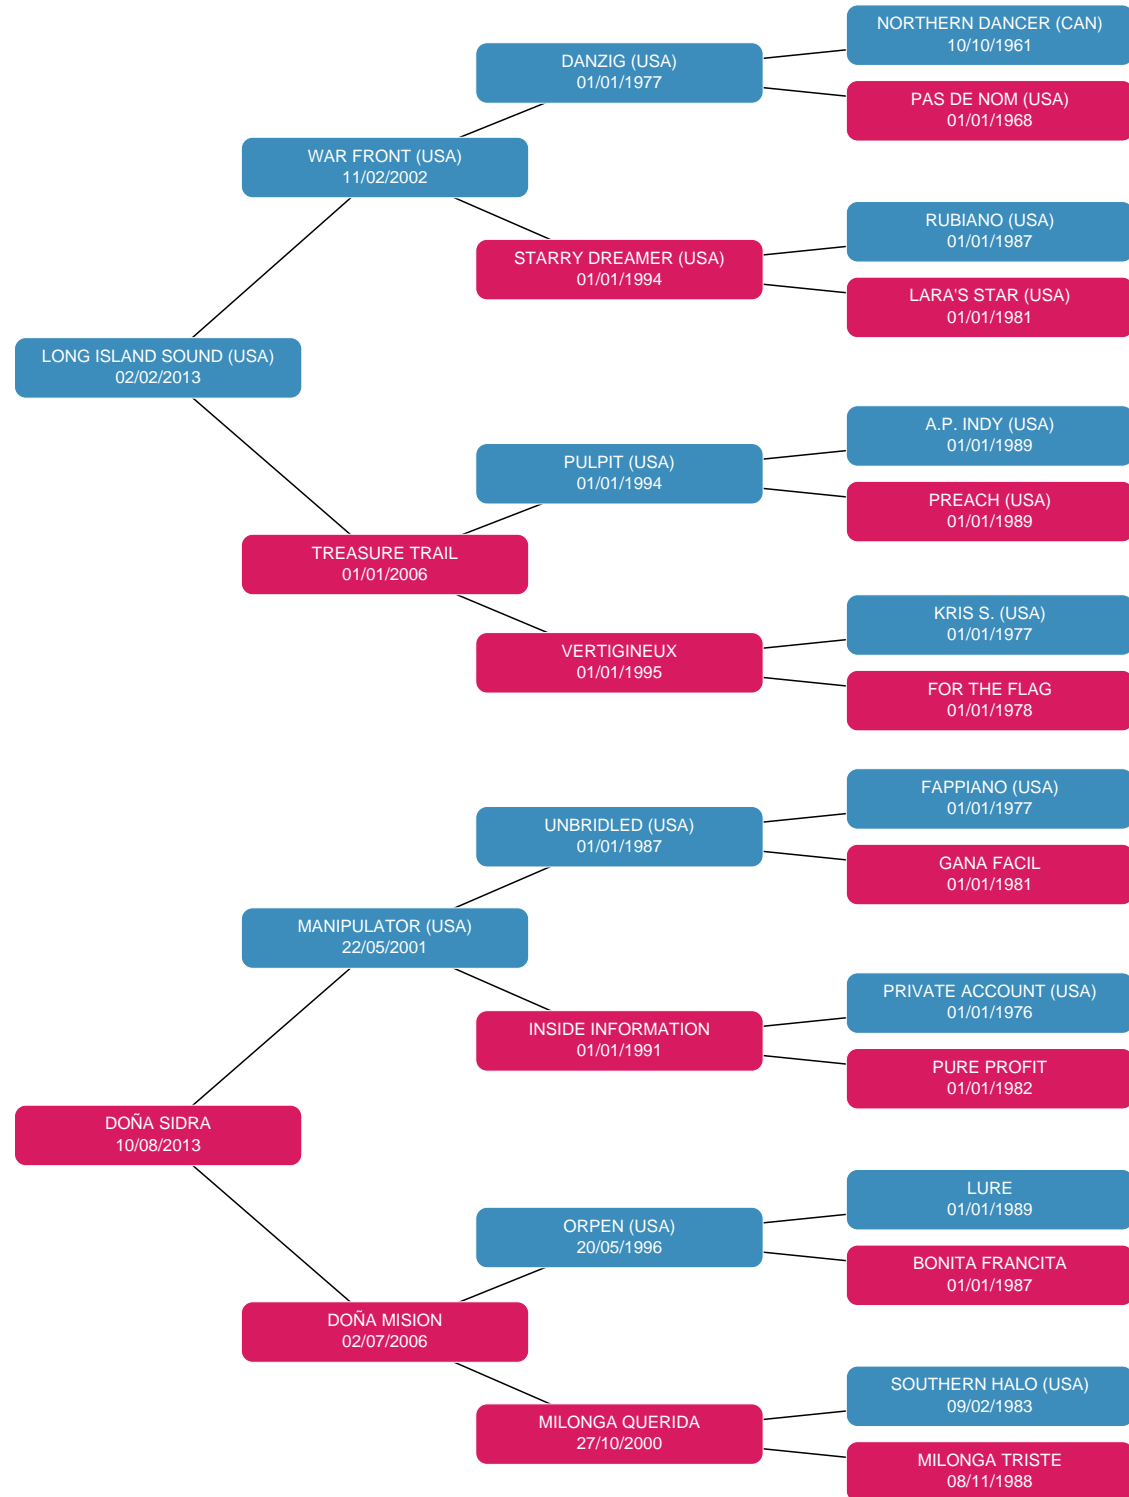 NORTHERN DANCER (CAN)
10/10/1961
DANZIG (USA)
01/01/1977
PAS DE NOM (USA)
01/01/1968
WAR FRONT (USA)
11/02/2002
RUBIANO (USA)
01/01/1987
STARRY DREAMER (USA)
01/01/1994
LARA'S STAR (USA)
01/01/1981
LONG ISLAND SOUND (USA)
02/02/2013
A.P. INDY (USA)
01/01/1989
PULPIT (USA)
01/01/1994
PREACH (USA)
01/01/1989
TREASURE TRAIL
01/01/2006
KRIS S. (USA)
01/01/1977
VERTIGINEUX
01/01/1995
FOR THE FLAG
01/01/1978
FAPPIANO (USA)
01/01/1977
UNBRIDLED (USA)
01/01/1987
GANA FACIL
01/01/1981
MANIPULATOR (USA)
22/05/2001
PRIVATE ACCOUNT (USA)
01/01/1976
INSIDE INFORMATION
01/01/1991
PURE PROFIT
01/01/1982
DOÑA SIDRA
10/08/2013
LURE
01/01/1989
ORPEN (USA)
20/05/1996
BONITA FRANCITA
01/01/1987
DOÑA MISION
02/07/2006
SOUTHERN HALO (USA)
09/02/1983
MILONGA QUERIDA
27/10/2000
MILONGA TRISTE
08/11/1988